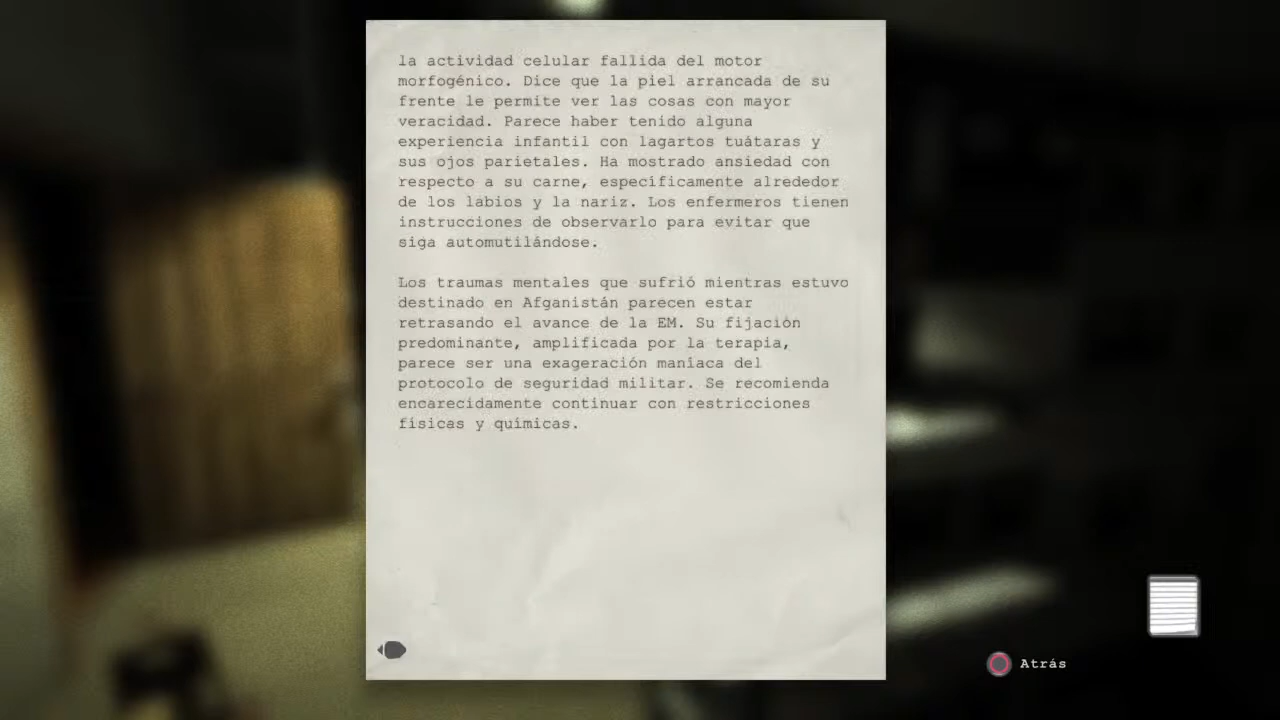 la actividad celular fallida del motor
morfogénico. Dice que la piel arrancada de su
frente le permite ver las cosas con mayor
veracidad. Parece haber tenido alguna
experiencia infantil con lagartos tuátaras y
sus ojos parietales. Ha mostrado ansiedad con
respecto a su carne, específicamente alrededor
de los labios y la nariz. Los enfermeros tienen
instrucciones de observarlo para evitar que
siga automutilándose.
Los traumas mentales que sufrió mientras estuvo
destinado en Afganistán parecen estar
retrasando el avance de la EM. Su fijación
predominante, amplificada por la terapia,
parece ser una exageración maníaca del
protocolo de seguridad militar. Se recomienda
encarecidamente continuar con restricciones
físicas y químicas.
Atrás